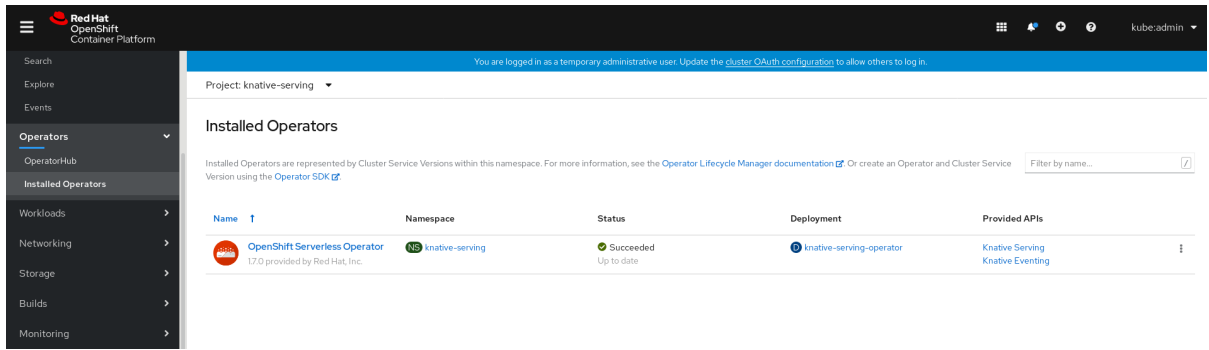 Red Hat
OpenShift
Container Platform
kube:admin
Search
Explore
Events
Operators
OperatorHub
Installed Operators
Workloads
Networking
Storage
Builds
Monitoring
You are logged in as a temporary administrative user. Update the cluster OAuth configuration to allow others to log in.
Project: knative-serving
Installed Operators
Installed Operators are represented by Cluster Service Versions within this namespace. For more information, see the Operator Lifecycle Manager documentation. Or create an Operator and Cluster Service
Version using the Operator SDK.
Filter by name...
/
Name Namespace Status Deployment Provided APIs
OpenShift Serverless Operator NS knative-serving Succeeded D knative-serving-operator Knative Serving
1.7.0 provided by Red Hat, Inc. Up to date Knative Eventing